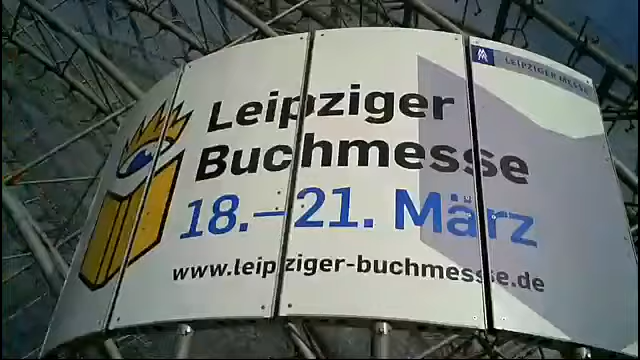 LEIPZIGER MESSE
Leipziger
Buchmesse
18.–21. März
www.leipziger-buchmesse.de